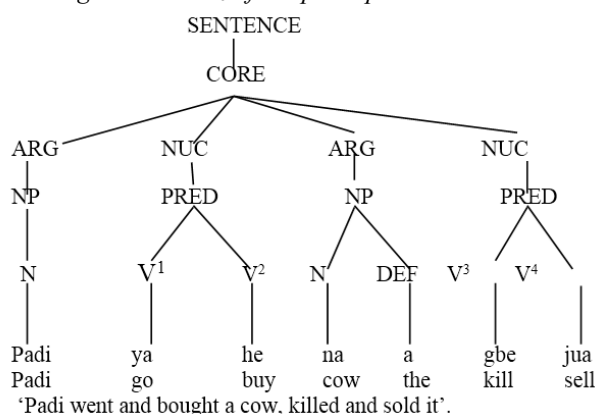 SENTENCE
CORE
ARG NUC ARG NUC
NP PRED NP PRED
N V¹ V² N DEF V³ V⁴
Padi ya he na a gbe jua
Padi go buy cow the kill sell
‘Padi went and bought a cow, killed and sold it’.